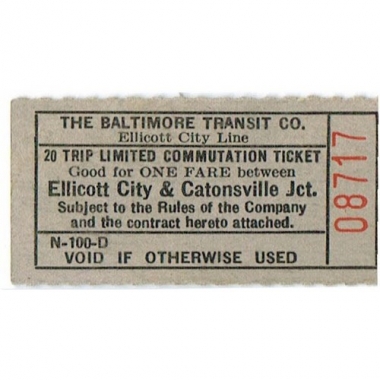 THE BALTIMORE TRANSIT CO.
Ellicott City Line
20 TRIP LIMITED COMMUTATION TICKET
Good for ONE FARE between
Ellicott City & Catonsville Jct.
Subject to the Rules of the Company
and the contract hereto attached.
N-100-D
VOID IF OTHERWISE USED
08717